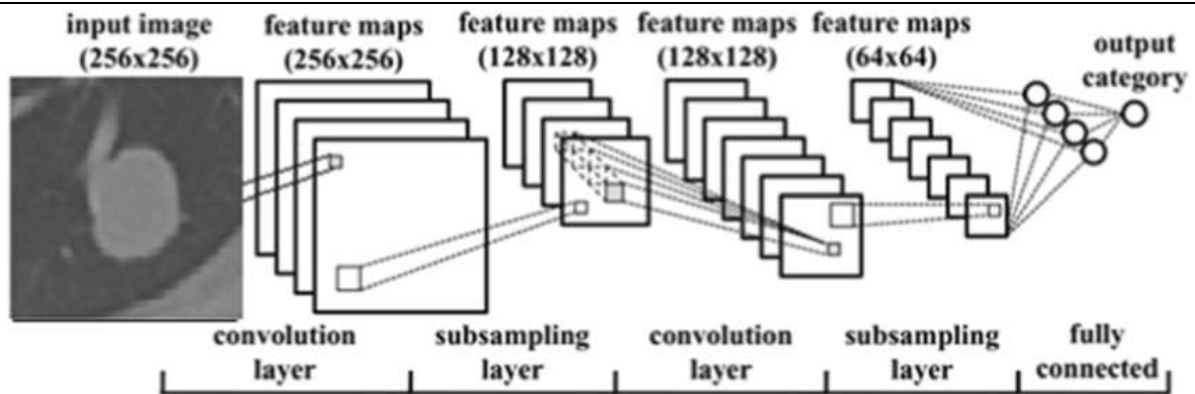 input image
(256x256)
feature maps
(256x256)
feature maps
(128x128)
feature maps
(128x128)
feature maps
(64x64)
output
category
convolution
layer
subsampling
layer
convolution
layer
subsampling
layer
fully
connected